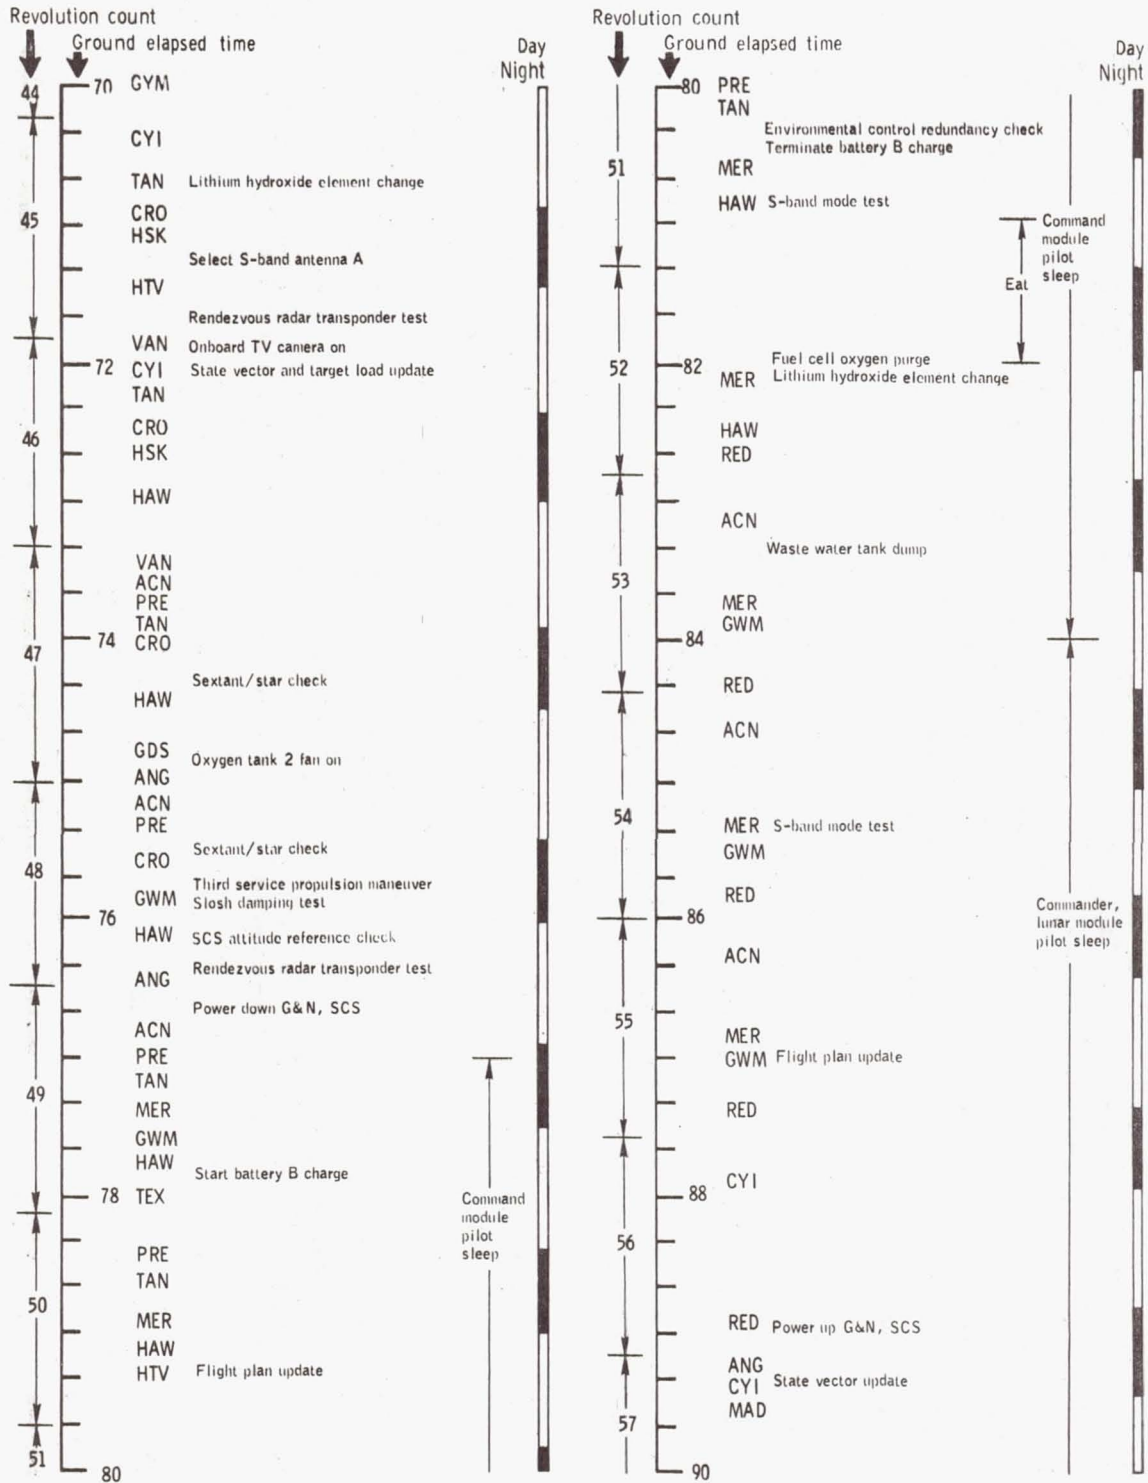 Revolution count
Ground elapsed time
Day
Night
44
70 GYM
CYI
TAN Lithium hydroxide element change
45
CRO
HSK
Select S-band antenna A
HTV
Rendezvous radar transponder test
VAN Onboard TV camera on
72 CYI State vector and target load update
TAN
46
CRO
HSK
HAW
VAN
ACN
PRE
TAN
74 CRO
47
Sextant/star check
HAW
GDS
Oxygen tank 2 fan on
ANG
ACN
PRE
48
Sextant/star check
CRO
Third service propulsion maneuver
GWM Slosh damping test
76
HAW SCS attitude reference check
Rendezvous radar transponder test
ANG
Power down G&N, SCS
ACN
PRE
TAN
49
MER
GWM
HAW
Start battery B charge
78 TEX
Command
module
pilot
sleep
PRE
TAN
50
MER
HAW
HTV Flight plan update
51
80
Revolution count
Ground elapsed time
Day
Night
80 PRE
TAN
Environmental control redundancy check
Terminate battery B charge
51
MER
HAW S-band mode test
Command
module
pilot
sleep
Eat
Fuel cell oxygen purge
82
52
MER Lithium hydroxide element change
HAW
RED
ACN
Waste water tank dump
53
MER
GWM
84
RED
ACN
54
MER S-band mode test
GWM
RED
86
Commander,
lunar module
pilot sleep
ACN
55
MER
GWM Flight plan update
RED
CYI
88
56
RED Power up G&N, SCS
ANG
CYI State vector update
MAD
57
90